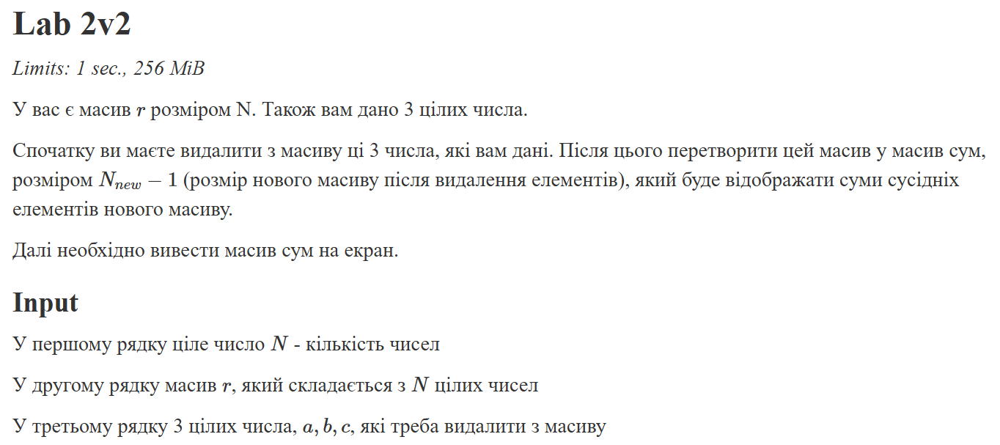 Lab 2v2
Limits: 1 sec., 256 MiB
У вас є масив r розміром N. Також вам дано 3 цілих числа.
Спочатку ви маєте видалити з масиву ці 3 числа, які вам дані. Після цього перетворити цей масив у масив сум,
розміром N_{new} − 1 (розмір нового масиву після видалення елементів), який буде відображати суми сусідніх
елементів нового масиву.
Далі необхідно вивести масив сум на екран.
Input
У першому рядку ціле число N - кількість чисел
У другому рядку масив r, який складається з N цілих чисел
У третьому рядку 3 цілих числа, a, b, c, які треба видалити з масиву